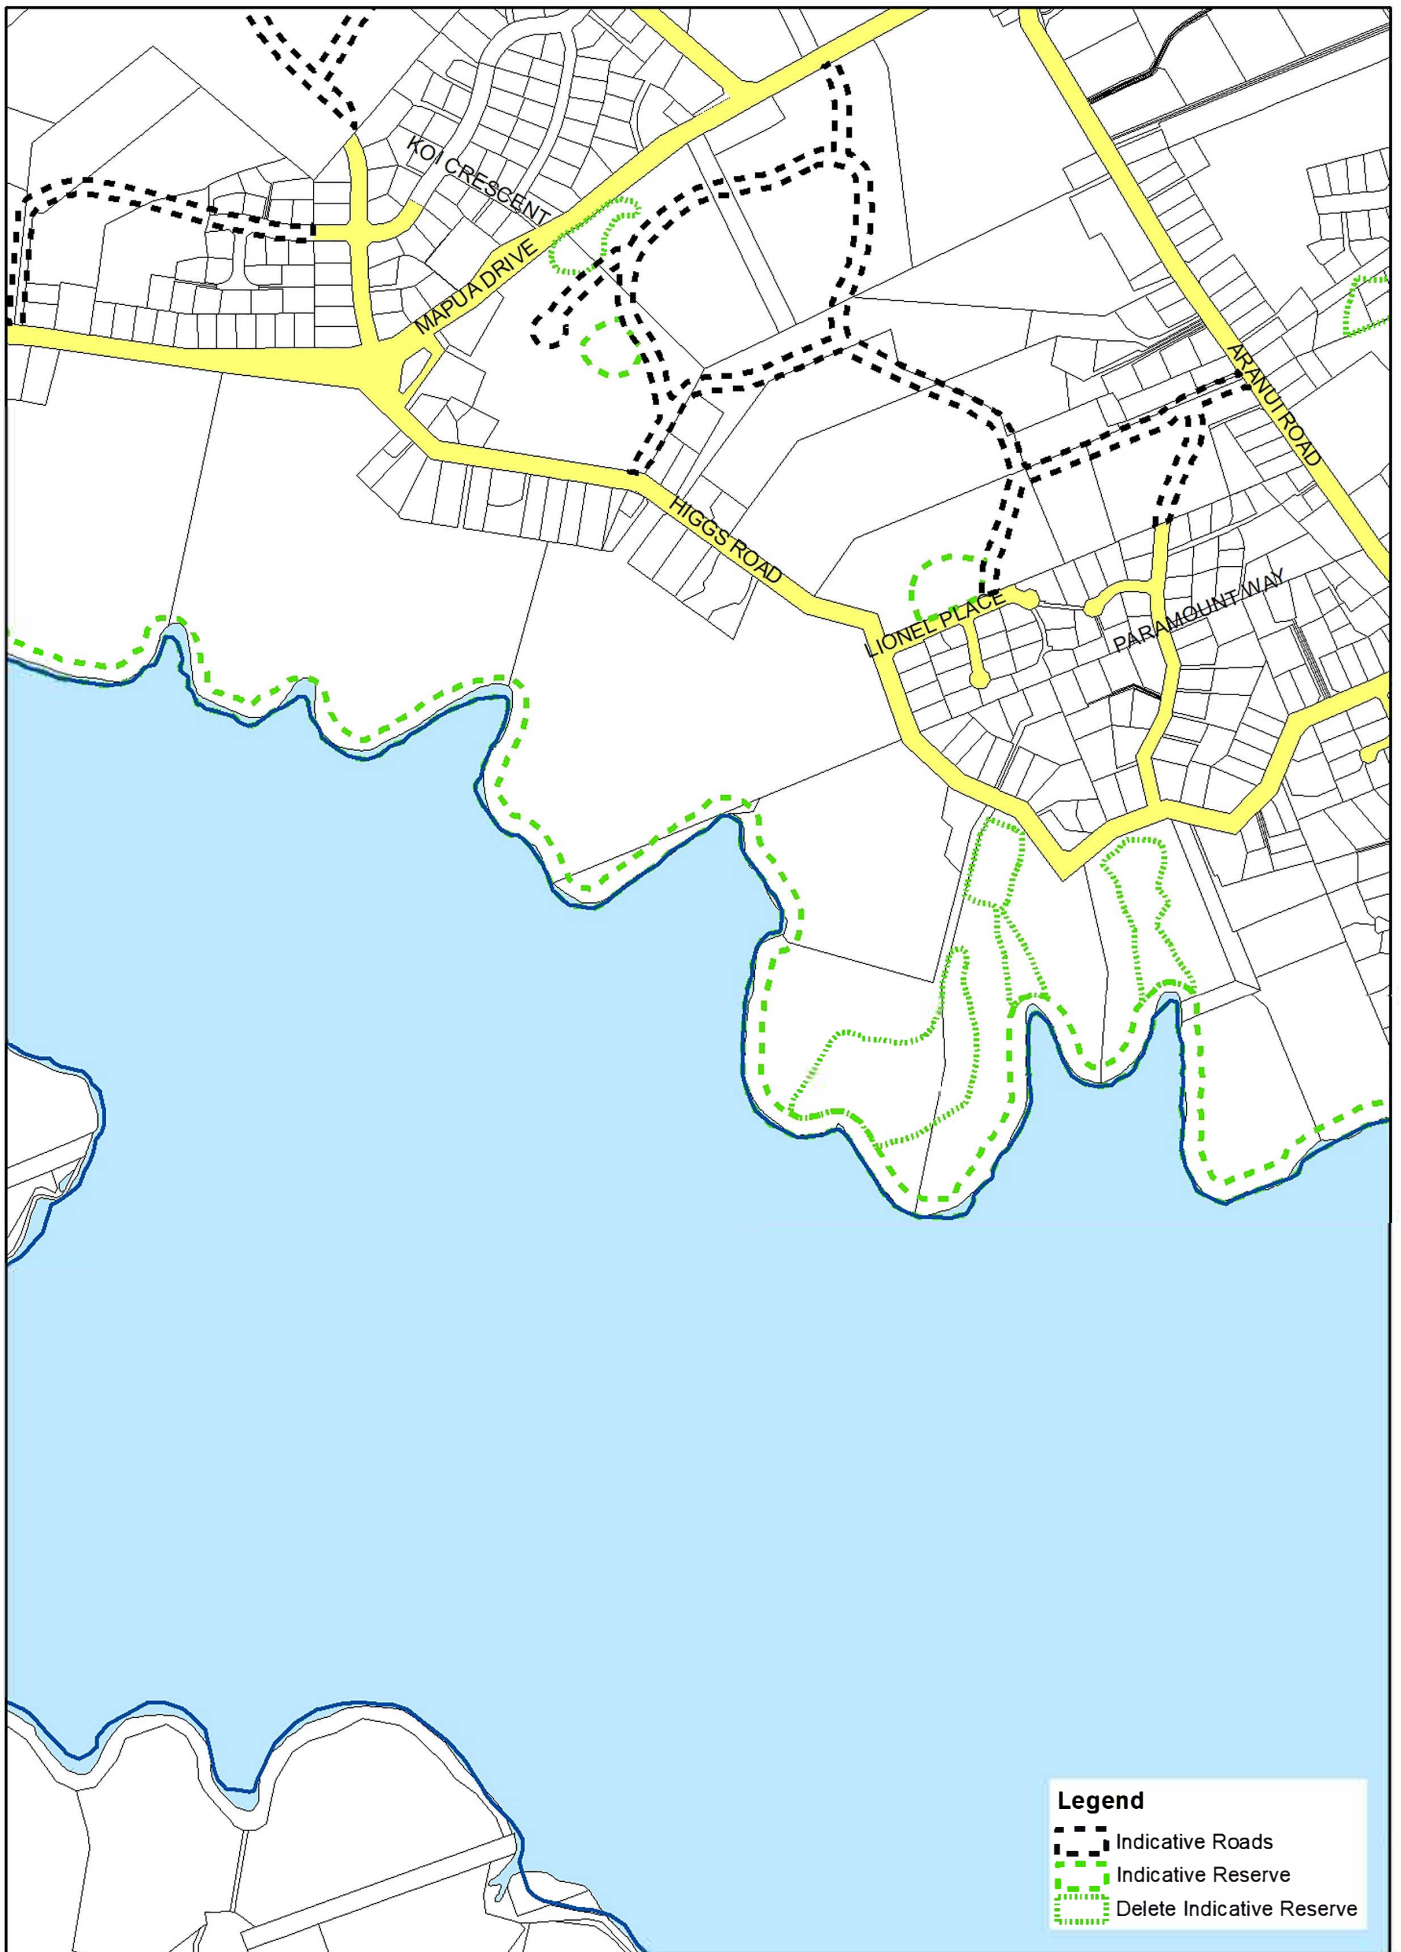 KOI CRESCENT
MAPUA DRIVE
ARANUI ROAD
HIGGS ROAD
LIONEL PLACE
PARAMOUNT WAY
Legend
Indicative Roads
Indicative Reserve
Delete Indicative Reserve